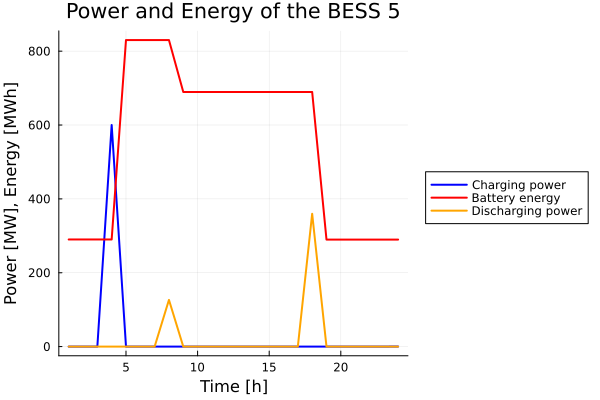 Power and Energy of the BESS 5
Power [MW], Energy [MWh]
800
600
400
200
0
5 10 15 20
Time [h]
Charging power
Battery energy
Discharging power